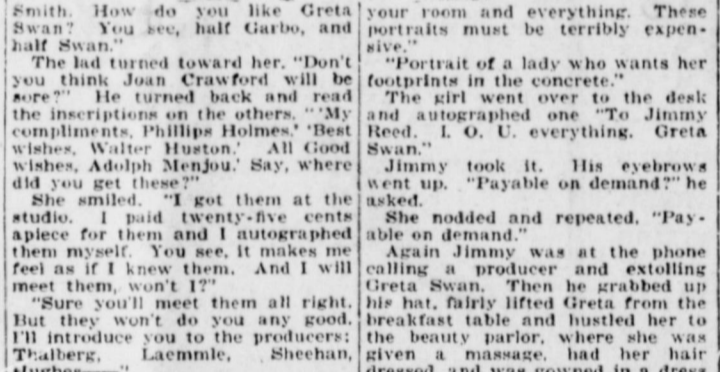 Smith. How do you like Greta
Swan? You see, half Garbo, and
half Swan."
The lad turned toward her. "Don't
you think Joan Crawford will be
sore?" He turned back and read
the inscriptions on the others. "'My
compliments, Phillips Holmes.' 'Best
wishes, Walter Huston.' All Good
wishes, Adolph Menjou.' Say, where
did you get these?"
She smiled. "I got them at the
studio. I paid twenty-five cents
apiece for them and I autographed
them myself. You see, it makes me
feel as if I knew them. And I will
meet them, won't I?"
"Sure you'll meet them all right.
But they won't do you any good.
I'll introduce you to the producers:
Thalberg, Laemmle, Sheehan,
Hughes——"
your room and everything. These
portraits must be terribly expen-
sive."
"Portrait of a lady who wants her
footprints in the concrete."
The girl went over to the desk
and autographed one "To Jimmy
Reed. I. O. U. everything. Greta
Swan."
Jimmy took it. His eyebrows
went up. "Payable on demand?" he
asked.
She nodded and repeated, "Pay-
able on demand."
Again Jimmy was at the phone
calling a producer and extolling
Greta Swan. Then he grabbed up
his hat, fairly lifted Greta from the
breakfast table and hustled her to
the beauty parlor, where she was
given a massage, had her hair
dressed, and was gowned in a dress